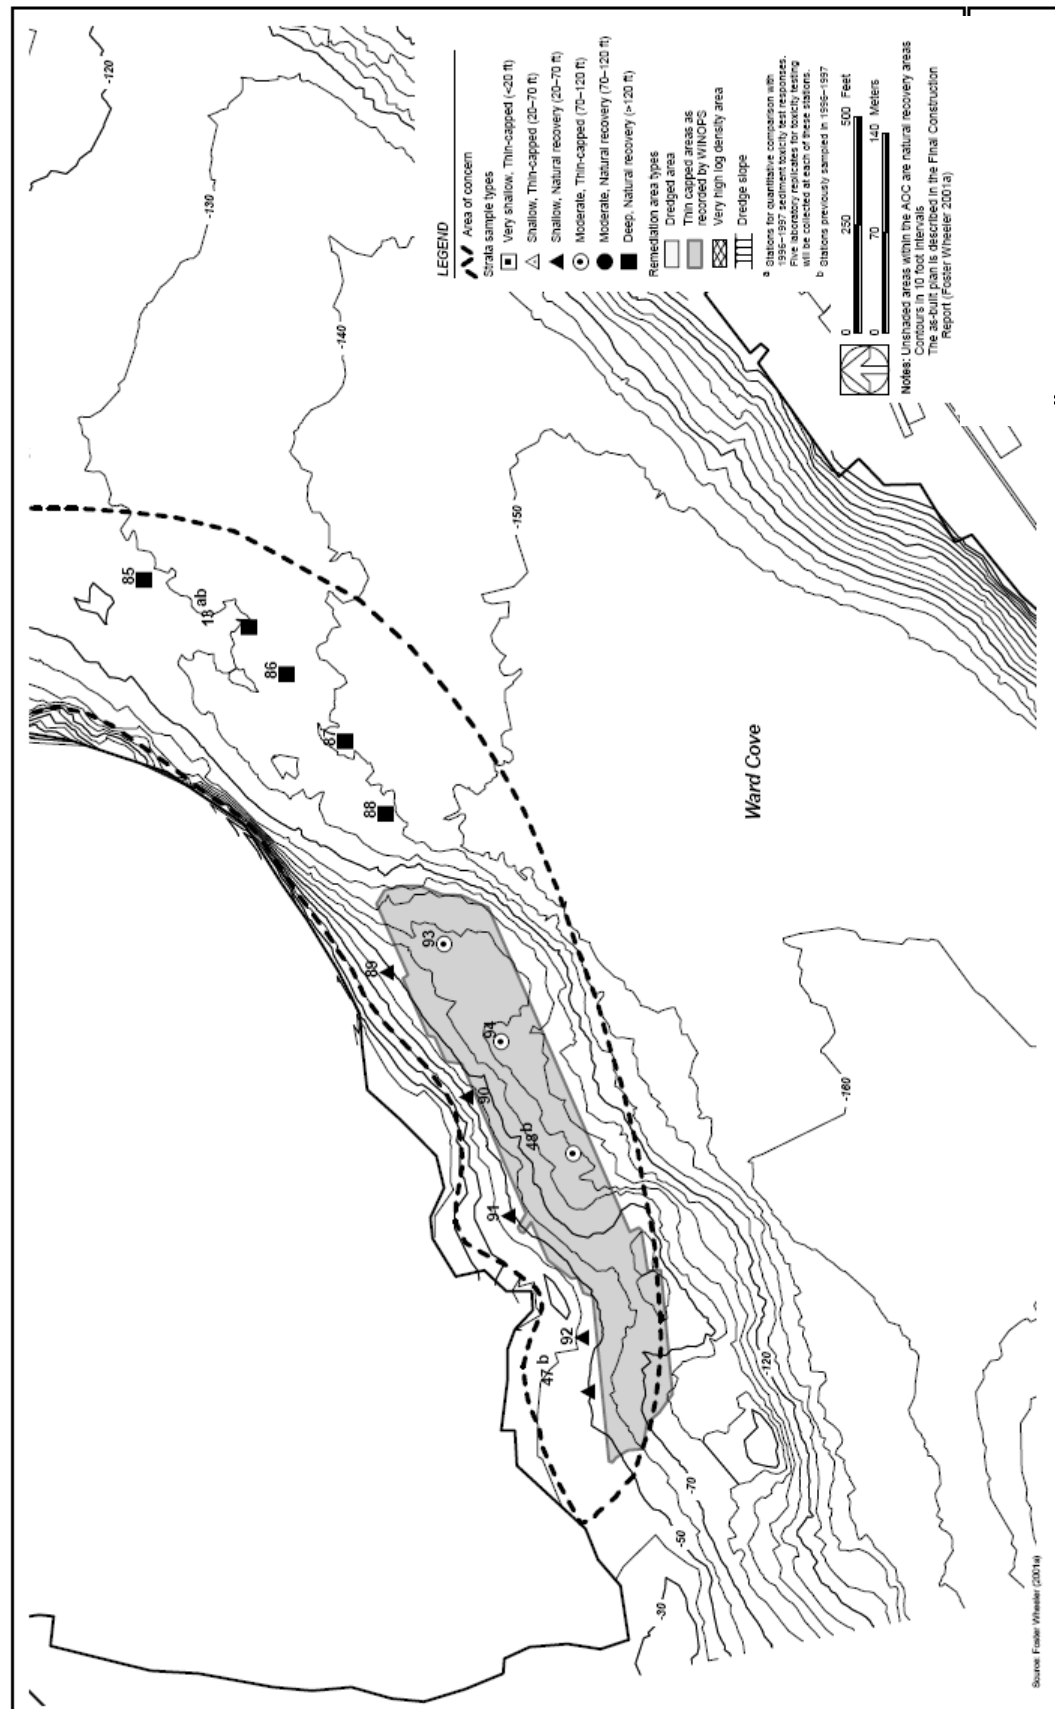 LEGEND
Area of concern
Strata sample types
Very shallow, Thin-capped (<20 ft)
Shallow, Thin-capped (20–70 ft)
Shallow, Natural recovery (20–70 ft)
Moderate, Thin-capped (70–120 ft)
Moderate, Natural recovery (70–120 ft)
Deep, Natural recovery (>120 ft)
Remediation area types
Dredged area
Thin capped areas as
recorded by WINOPS
Very high log density area
Dredge slope
a Stations for quantitative comparison with
1996–1997 sediment toxicity test responses.
Five laboratory replicates for toxicity testing
will be collected at each of these stations.
b Stations previously sampled in 1996–1997
0 250 500 Feet
0 70 140 Meters
Notes: Unshaded areas within the AOC are natural recovery areas
Contours in 10 foot intervals
The as-built plan is described in the Final Construction
Report (Foster Wheeler 2001a)
-120
-130
-140
-150
85
13 ab
86
87
88
89
93
94
90
48 b
91
92
47 b
Ward Cove
-160
-120
-70
-50
-30
Source: Foster Wheeler (2001a)